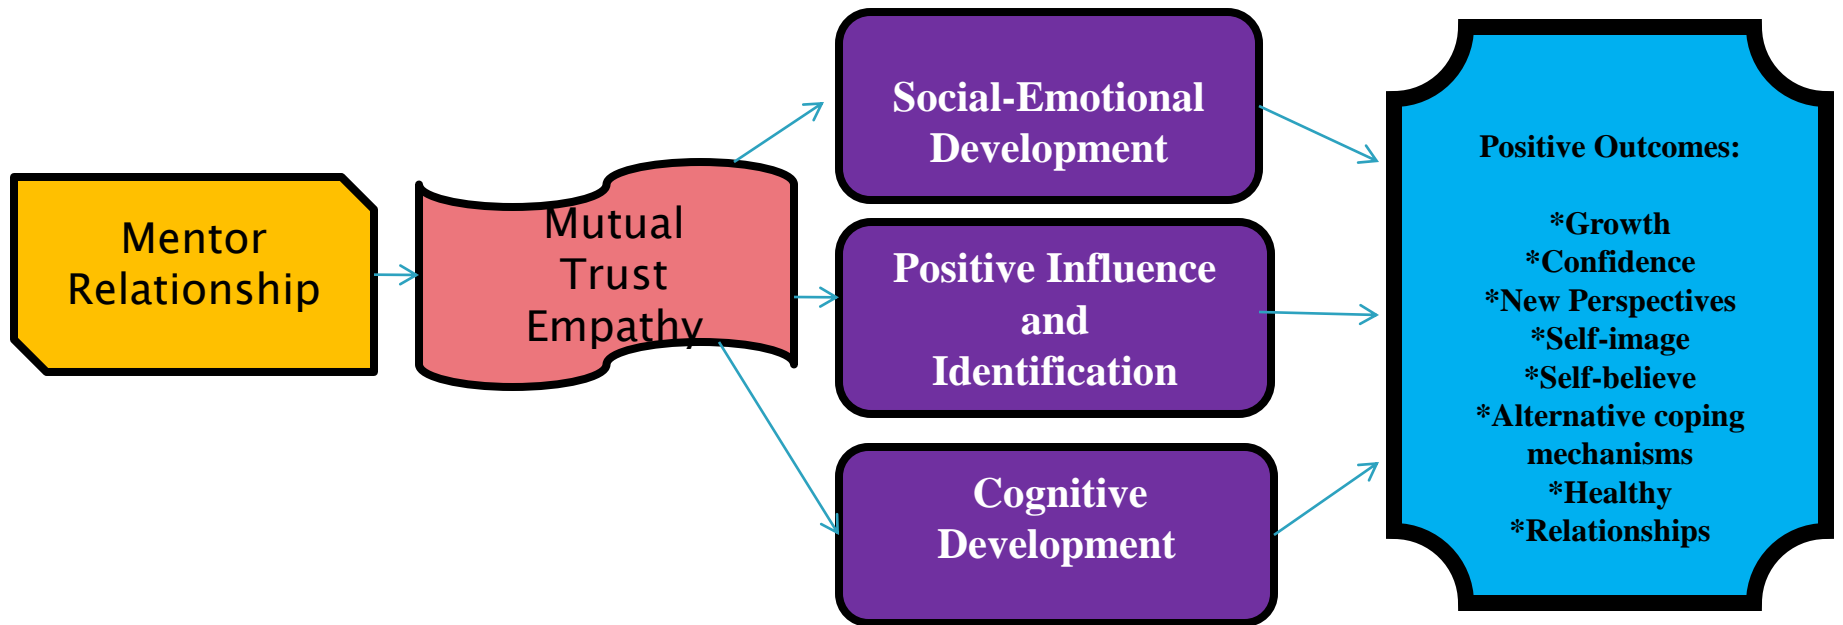 Mentor
Relationship
Mutual
Trust
Empathy
Social-Emotional
Development
Positive Influence
and
Identification
Cognitive
Development
Positive Outcomes:
*Growth
*Confidence
*New Perspectives
*Self-image
*Self-believe
*Alternative coping
mechanisms
*Healthy
*Relationships